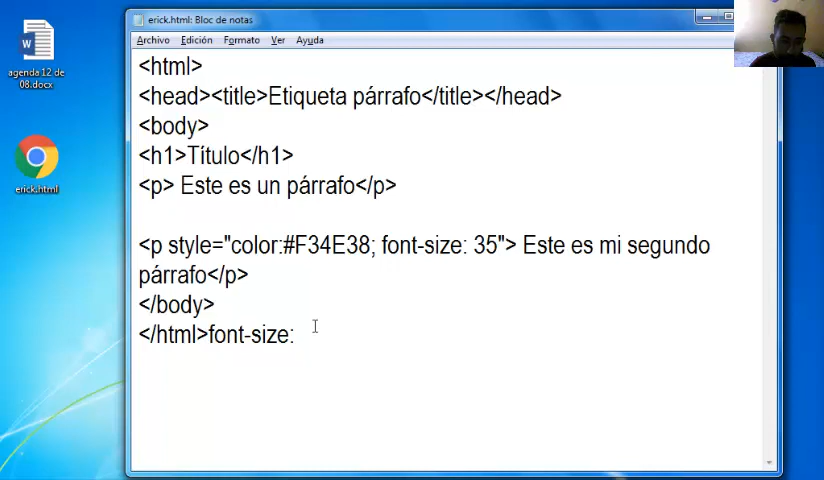 erick.html: Bloc de notas
Archivo Edición Formato Ver Ayuda
<html>
<head><title>Etiqueta párrafo</title></head>
<body>
<h1>Título</h1>
<p> Este es un párrafo</p>
<p style="color:#F34E38; font-size: 35"> Este es mi segundo
párrafo</p>
</body>
</html>font-size:
agenda 12 de
08.docx
erick.html